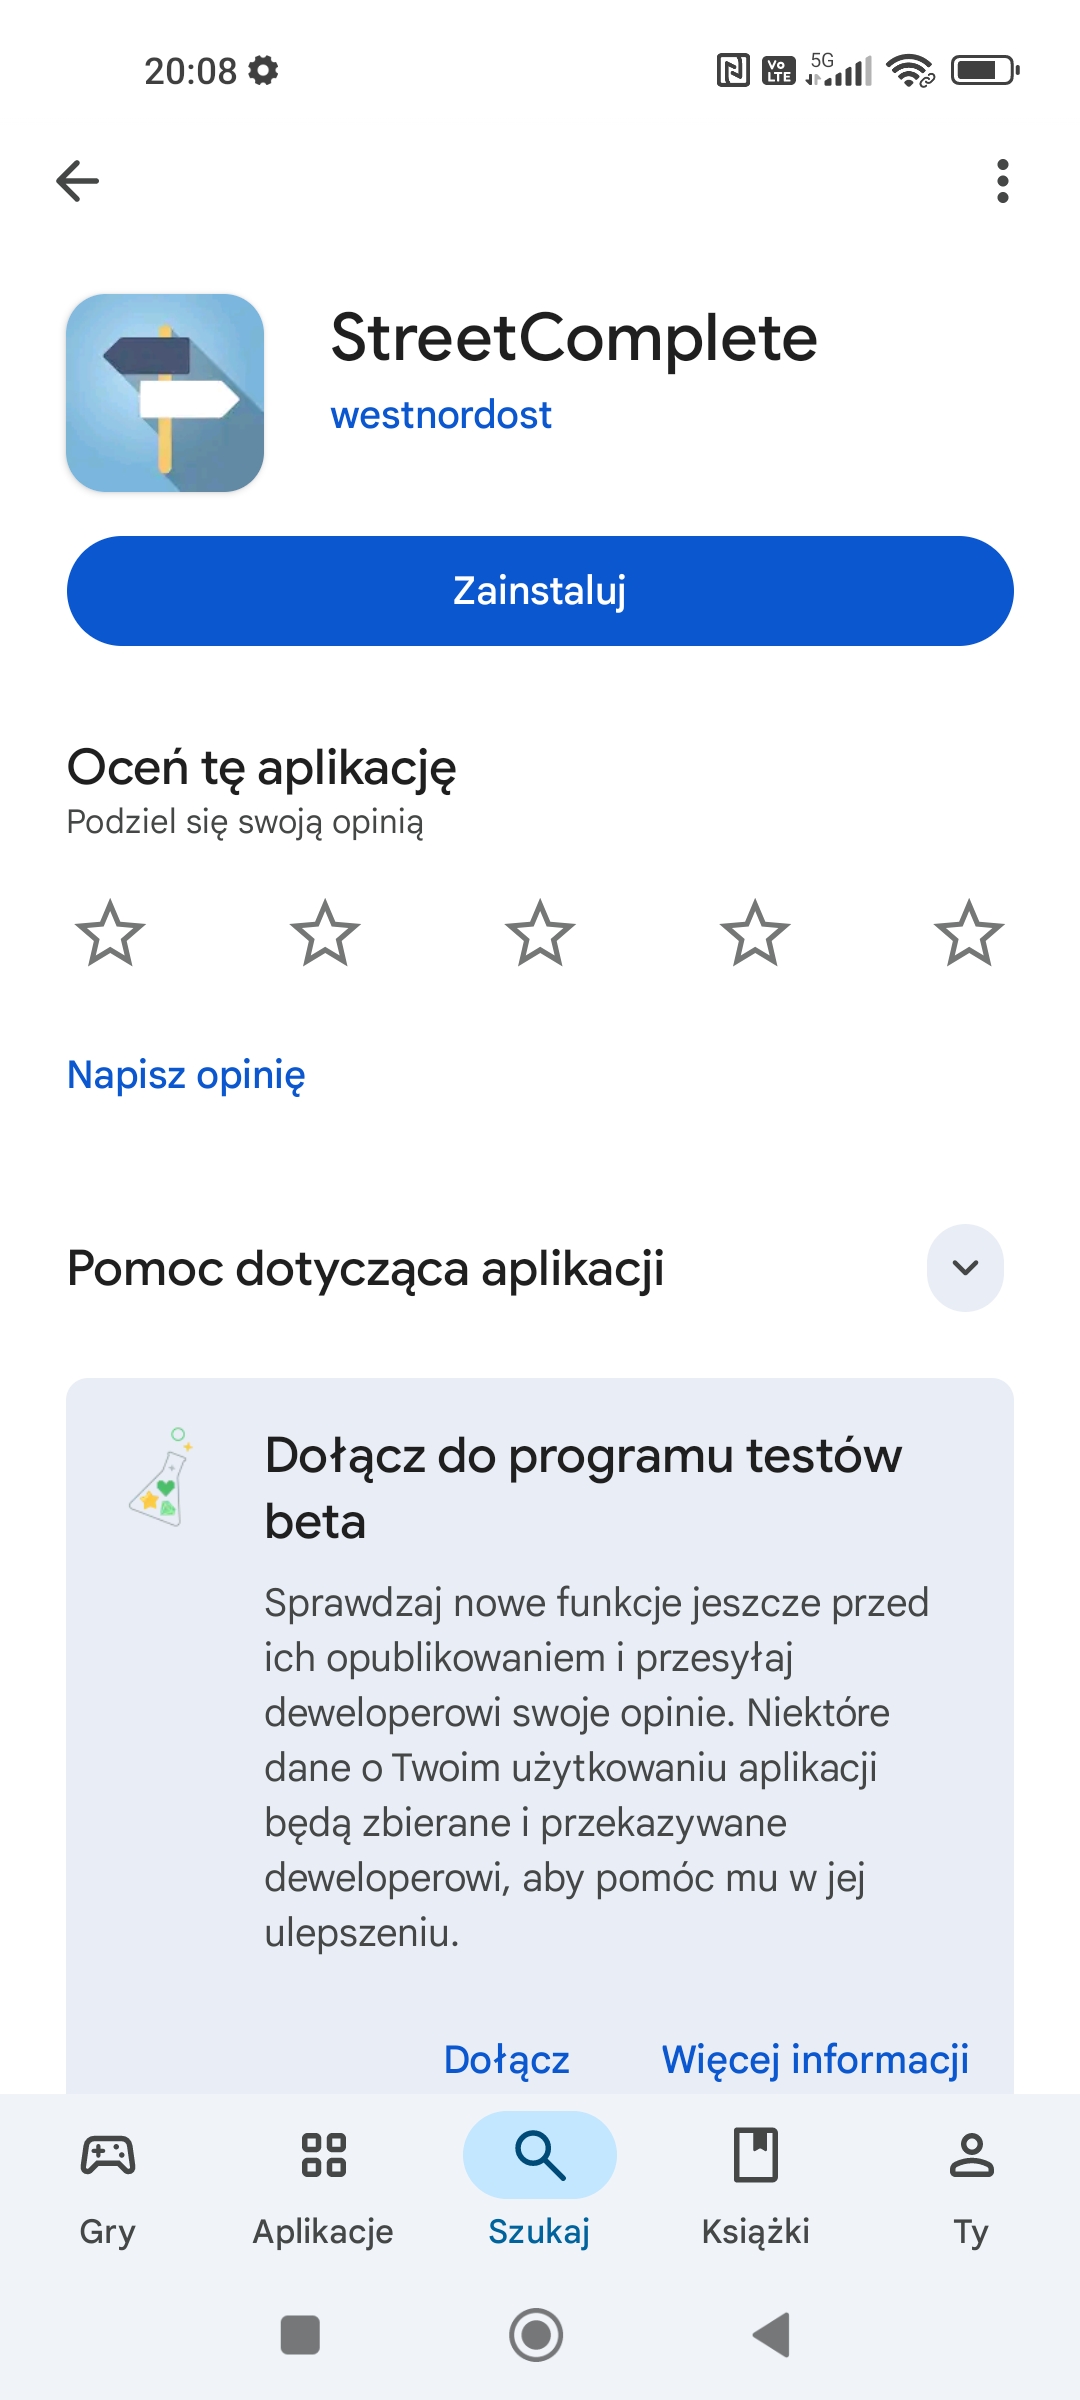 20:08
Vo
LTE
5G
StreetComplete
westnordost
Zainstaluj
Oceń tę aplikację
Podziel się swoją opinią
Napisz opinię
Pomoc dotycząca aplikacji
Dołącz do programu testów
beta
Sprawdzaj nowe funkcje jeszcze przed
ich opublikowaniem i przesyłaj
deweloperowi swoje opinie. Niektóre
dane o Twoim użytkowaniu aplikacji
będą zbierane i przekazywane
deweloperowi, aby pomóc mu w jej
ulepszeniu.
Dołącz
Więcej informacji
Gry
Aplikacje
Szukaj
Książki
Ty